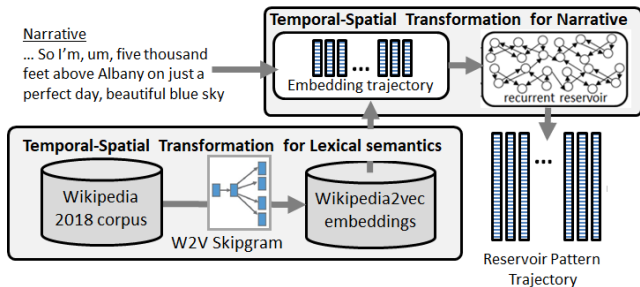 Narrative
... So I'm, um, five thousand
feet above Albany on just a
perfect day, beautiful blue sky
Temporal-Spatial Transformation for Narrative
...
Embedding trajectory
recurrent reservoir
Temporal-Spatial Transformation for Lexical semantics
Wikipedia
2018 corpus
W2V Skipgram
Wikipedia2vec
embeddings
...
Reservoir Pattern
Trajectory